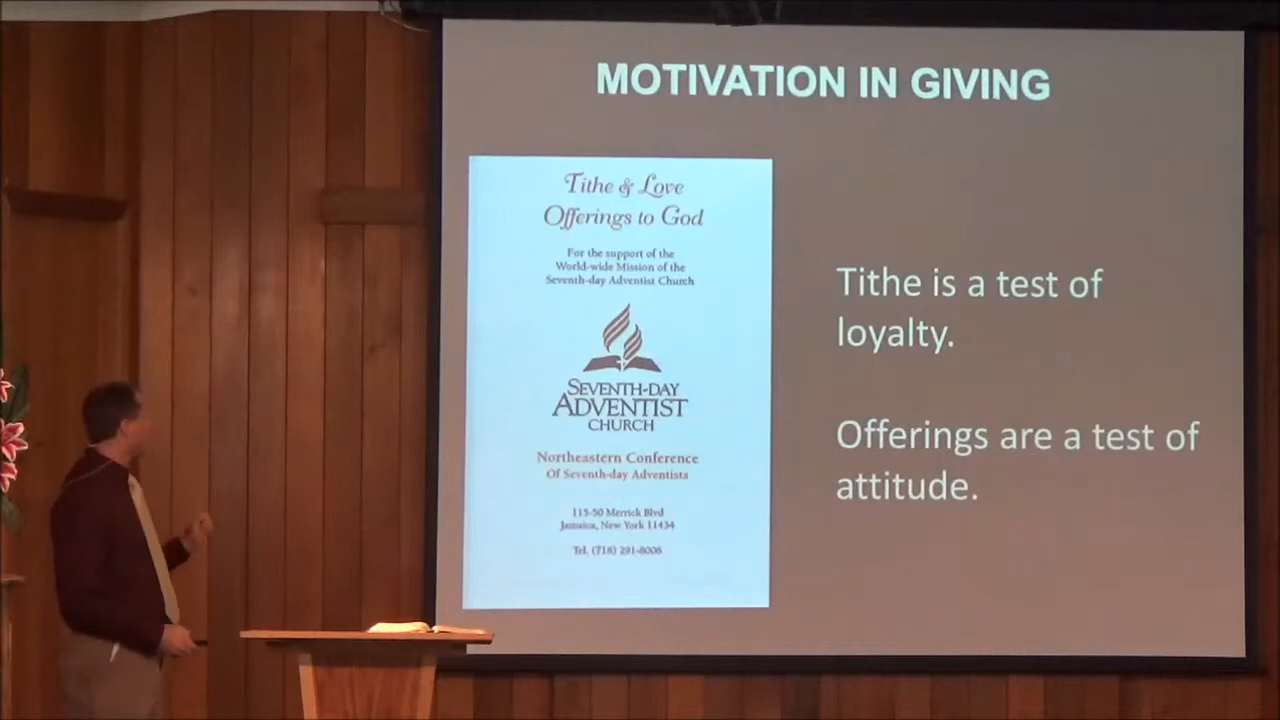 MOTIVATION IN GIVING
Tithe & Love
Offerings to God
For the support of the
World-wide Mission of the
Seventh-day Adventist Church
SEVENTH-DAY
ADVENTIST
CHURCH
Northeastern Conference
Of Seventh-day Adventists
115-50 Merrick Blvd
Jamaica, New York 11434
Tel. (718) 291-8006
Tithe is a test of
loyalty.
Offerings are a test of
attitude.